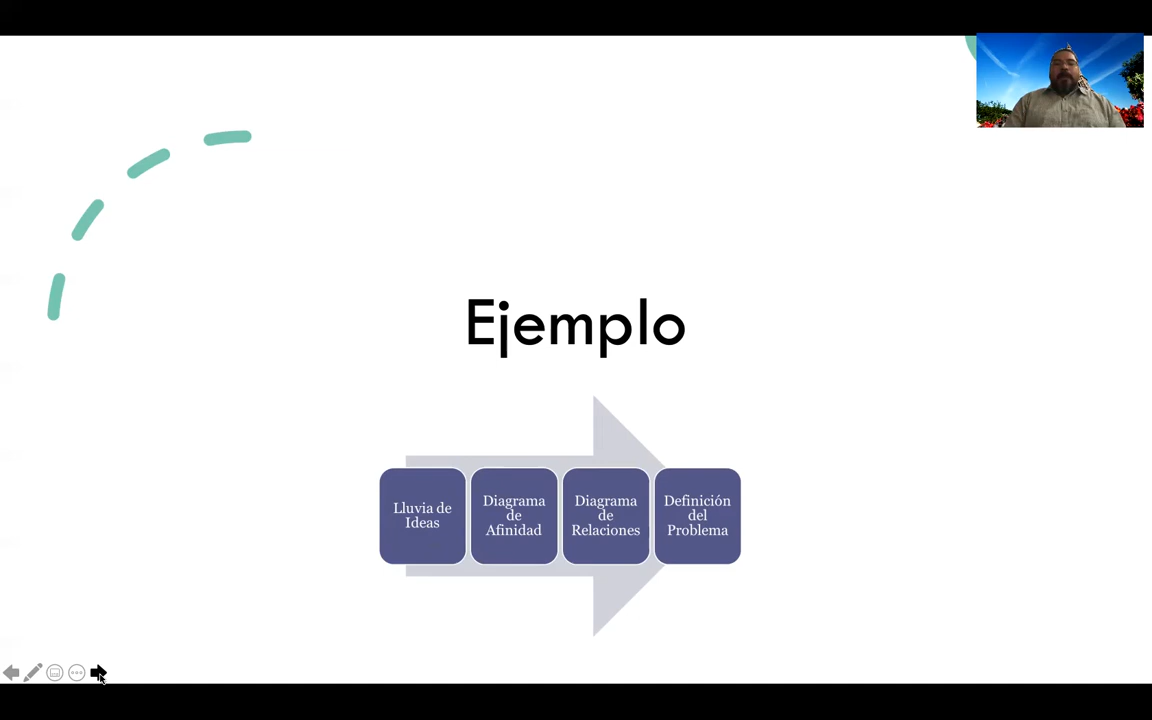 Ejemplo
Lluvia de
Ideas
Diagrama
de
Afinidad
Diagrama
de
Relaciones
Definición
del
Problema